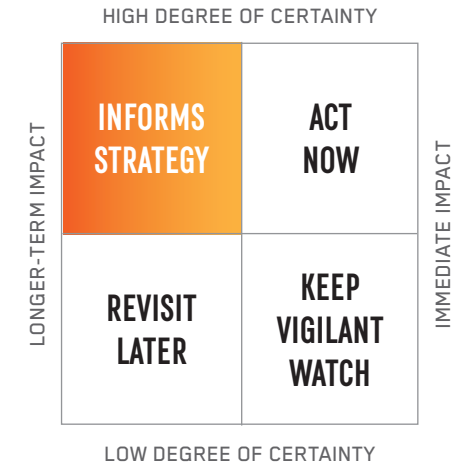 HIGH DEGREE OF CERTAINTY
LONGER-TERM IMPACT
INFORMS
STRATEGY
ACT
NOW
IMMEDIATE IMPACT
REVISIT
LATER
KEEP
VIGILANT
WATCH
LOW DEGREE OF CERTAINTY